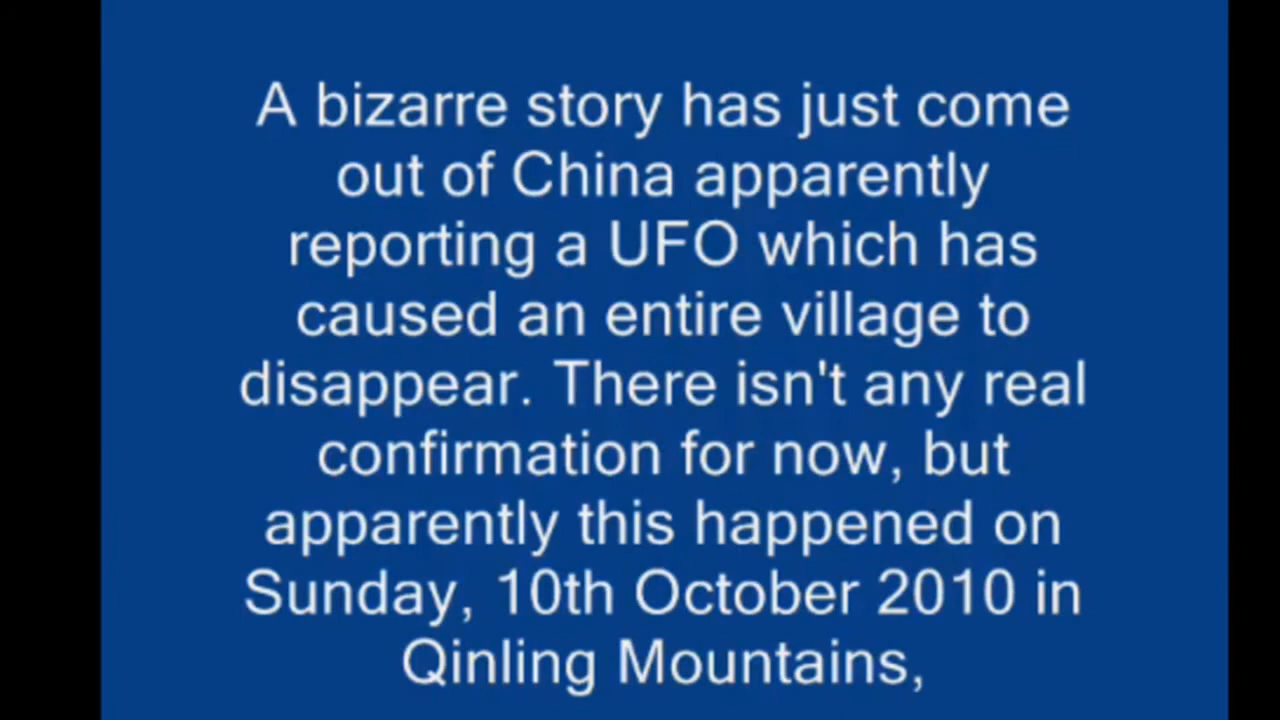 A bizarre story has just come
out of China apparently
reporting a UFO which has
caused an entire village to
disappear. There isn't any real
confirmation for now, but
apparently this happened on
Sunday, 10th October 2010 in
Qinling Mountains,